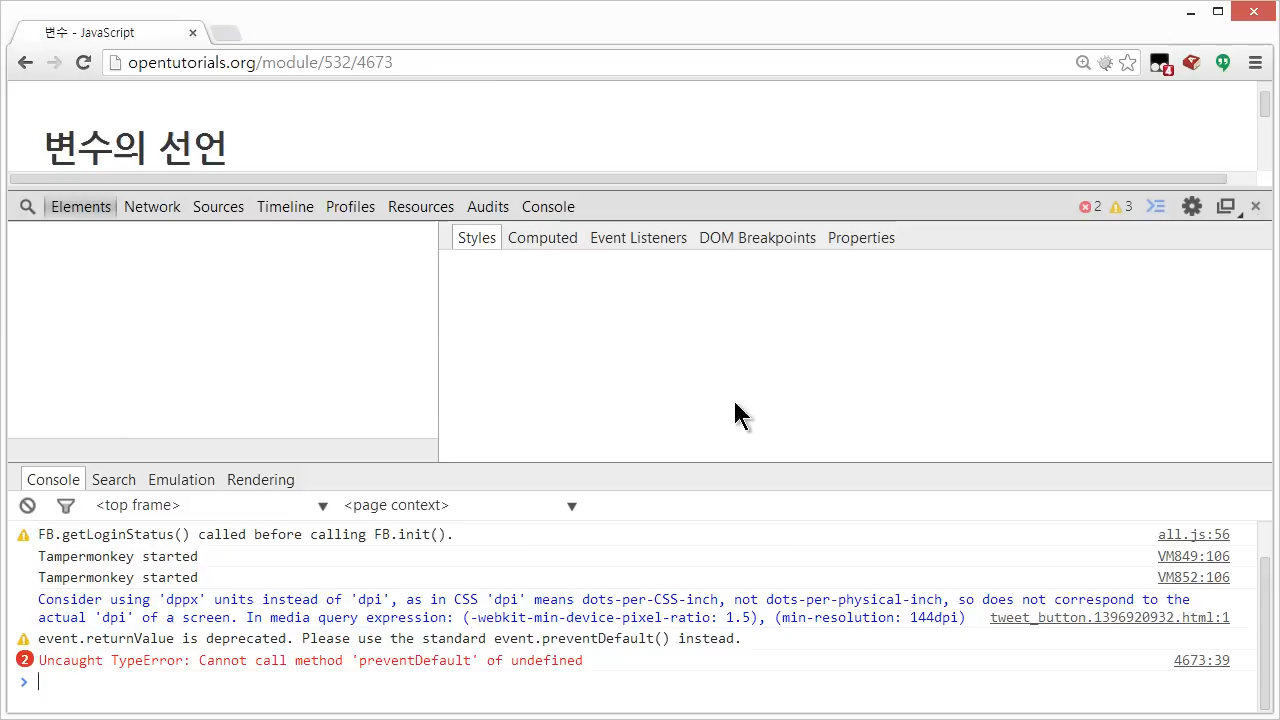 변수 - JavaScript
opentutorials.org/module/532/4673
4
변수의 선언
Elements Network Sources Timeline Profiles Resources Audits Console 2 3
Styles Computed Event Listeners DOM Breakpoints Properties
Console Search Emulation Rendering
<top frame> <page context>
FB.getLoginStatus() called before calling FB.init(). all.js:56
Tampermonkey started VM849:106
Tampermonkey started VM852:106
Consider using 'dppx' units instead of 'dpi', as in CSS 'dpi' means dots-per-CSS-inch, not dots-per-physical-inch, so does not correspond to the
actual 'dpi' of a screen. In media query expression: (-webkit-min-device-pixel-ratio: 1.5), (min-resolution: 144dpi) tweet_button.1396920932.html:1
event.returnValue is deprecated. Please use the standard event.preventDefault() instead.
2 Uncaught TypeError: Cannot call method 'preventDefault' of undefined 4673:39